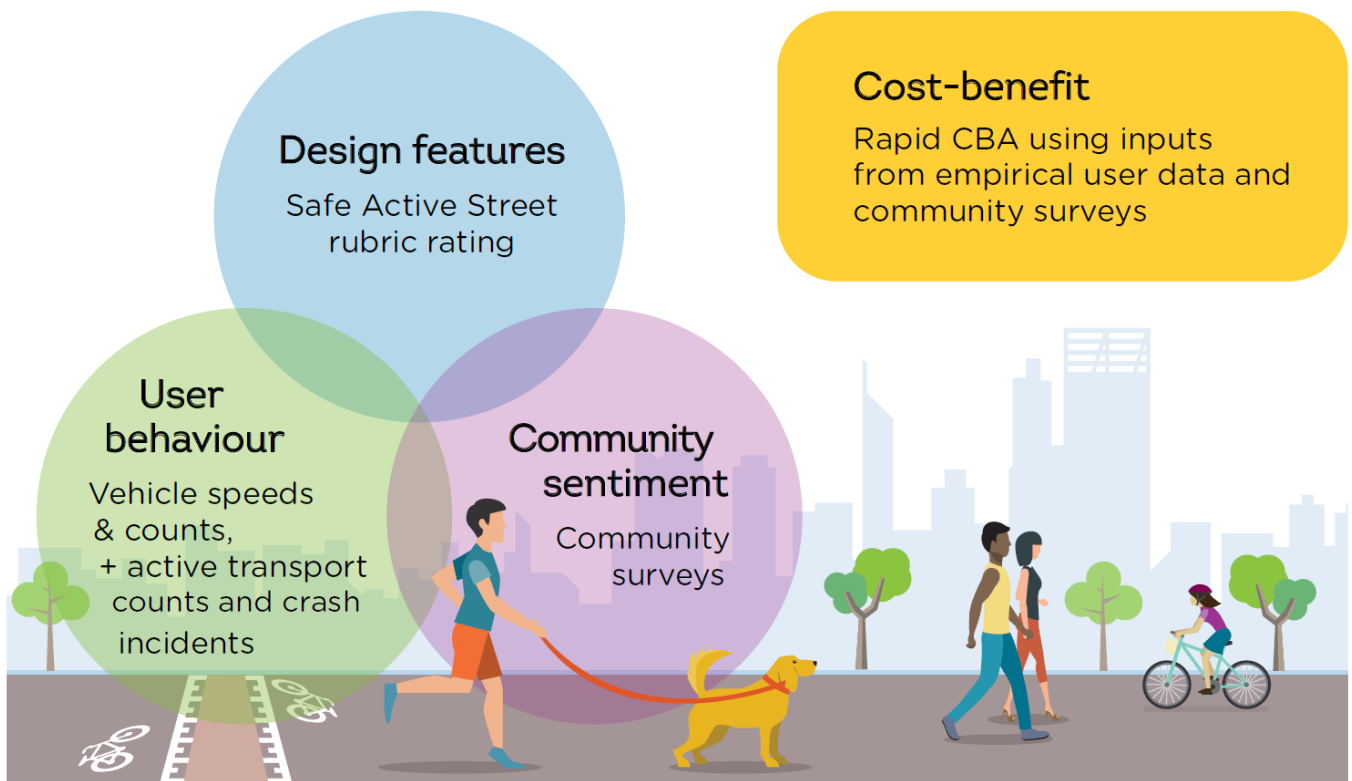 Design features
Safe Active Street
rubric rating
Cost-benefit
Rapid CBA using inputs
from empirical user data and
community surveys
User
behaviour
Vehicle speeds
& counts,
+ active transport
counts and crash
incidents
Community
sentiment
Community
surveys